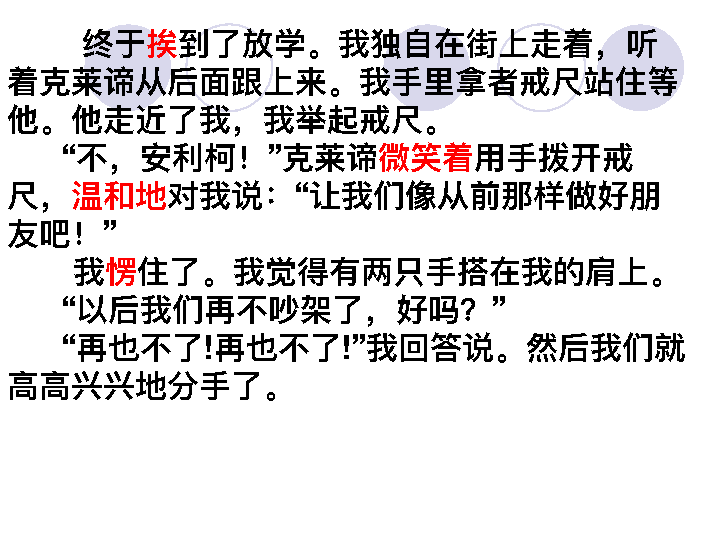 终于挨到了放学。我独自在街上走着，听
着克莱谛从后面跟上来。我手里拿者戒尺站住等
他。他走近了我，我举起戒尺。
“不，安利柯！”克莱谛微笑着用手拨开戒
尺，温和地对我说：“让我们像从前那样做好朋
友吧！”
我愣住了。我觉得有两只手搭在我的肩上。
“以后我们再不吵架了，好吗？”
“再也不了!再也不了!”我回答说。然后我们就
高高兴兴地分手了。